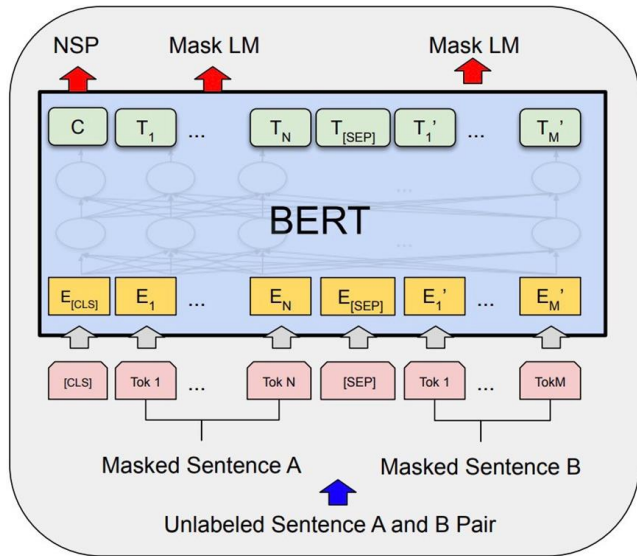 NSP Mask LM Mask LM
C T1 ... TN T[SEP] T1' ... TM'
...
BERT
...
E[CLS] E1 ... EN E[SEP] E1' ... EM'
[CLS] Tok 1 ... Tok N [SEP] Tok 1 ... TokM
Masked Sentence A Masked Sentence B
Unlabeled Sentence A and B Pair